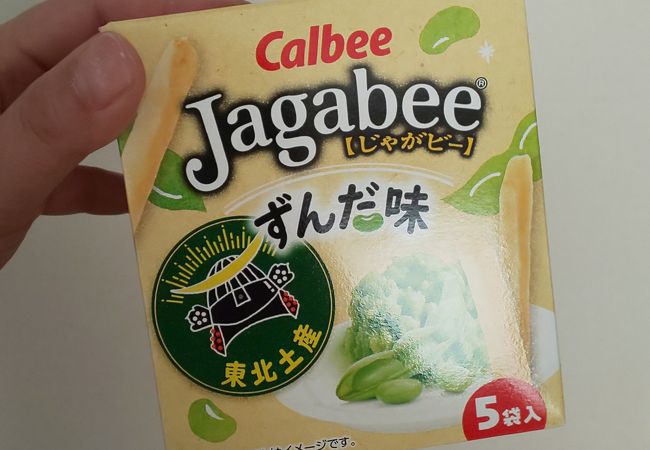 Calbee
Jagabee®
【じゃがビー】
ずんだ味
東北土産
5袋入
イメージです。